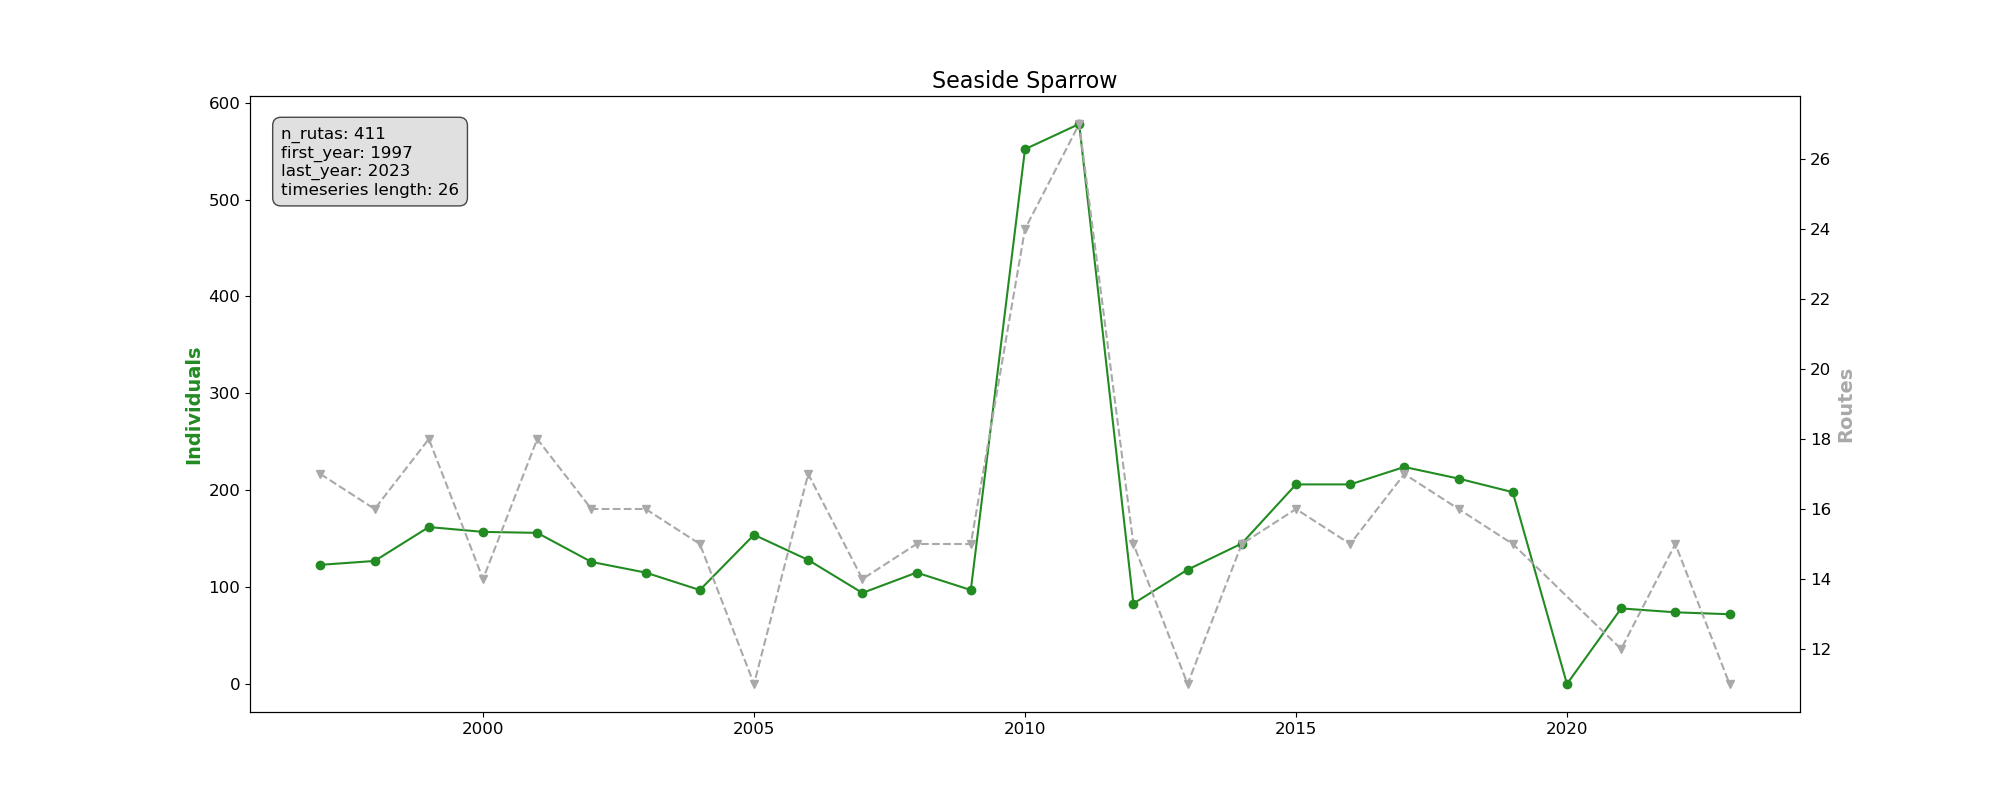 Seaside Sparrow
n_rutas: 411
first_year: 1997
last_year: 2023
timeseries length: 26
600
500
400
300
200
100
0
Individuals
26
24
22
20
18
16
14
12
Routes
2000
2005
2010
2015
2020